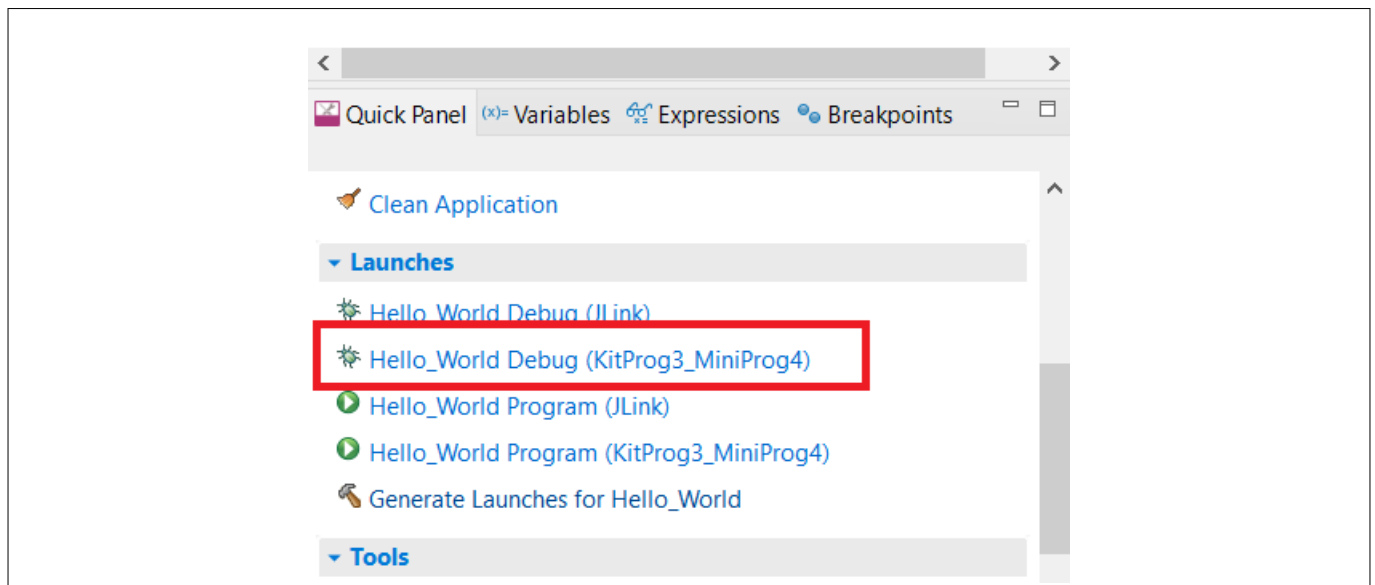 Quick Panel (x)= Variables Expressions Breakpoints
Clean Application
Launches
Hello_World Debug (JLink)
Hello_World Debug (KitProg3_MiniProg4)
Hello_World Program (JLink)
Hello_World Program (KitProg3_MiniProg4)
Generate Launches for Hello_World
Tools